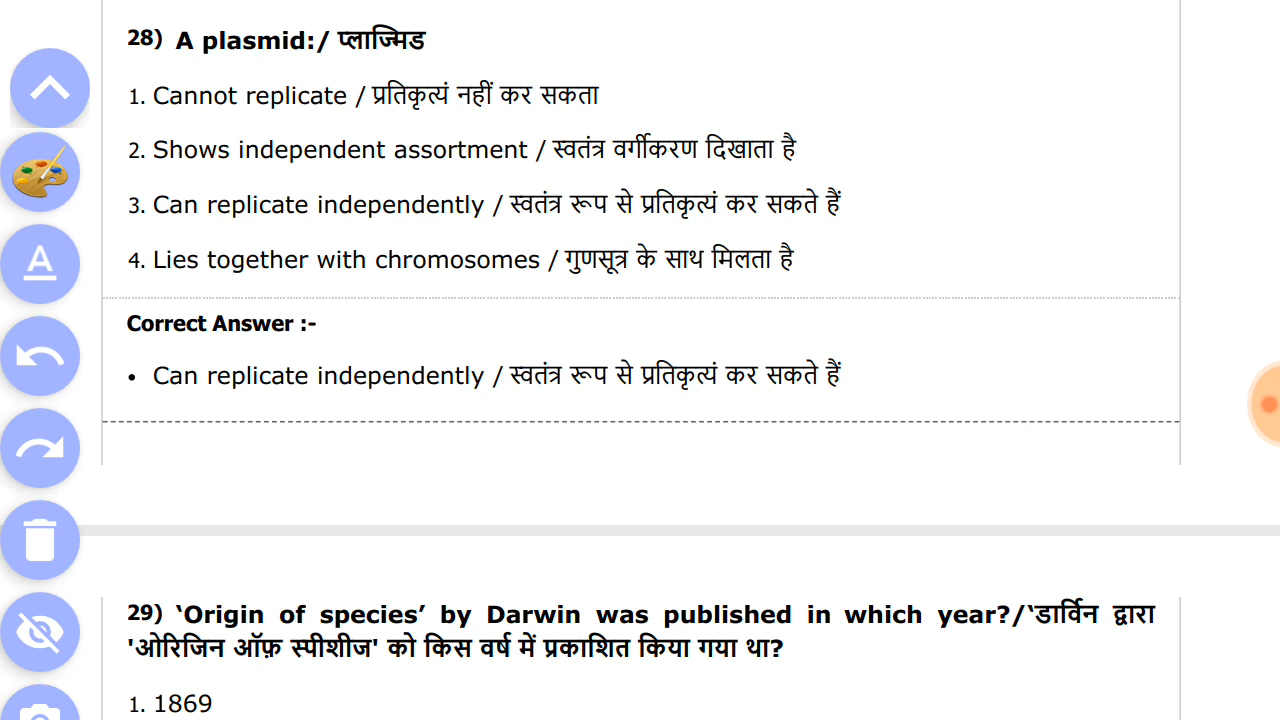 28) A plasmid:/ प्लाज्मिड
1. Cannot replicate / प्रतिकृत्यं नहीं कर सकता
2. Shows independent assortment / स्वतंत्र वर्गीकरण दिखाता है
3. Can replicate independently / स्वतंत्र रूप से प्रतिकृत्यं कर सकते हैं
4. Lies together with chromosomes / गुणसूत्र के साथ मिलता है
Correct Answer :-
• Can replicate independently / स्वतंत्र रूप से प्रतिकृत्यं कर सकते हैं
29) ‘Origin of species’ by Darwin was published in which year?/‘डार्विन द्वारा
'ओरिजिन ऑफ़ स्पीशीज' को किस वर्ष में प्रकाशित किया गया था?
1. 1869
A